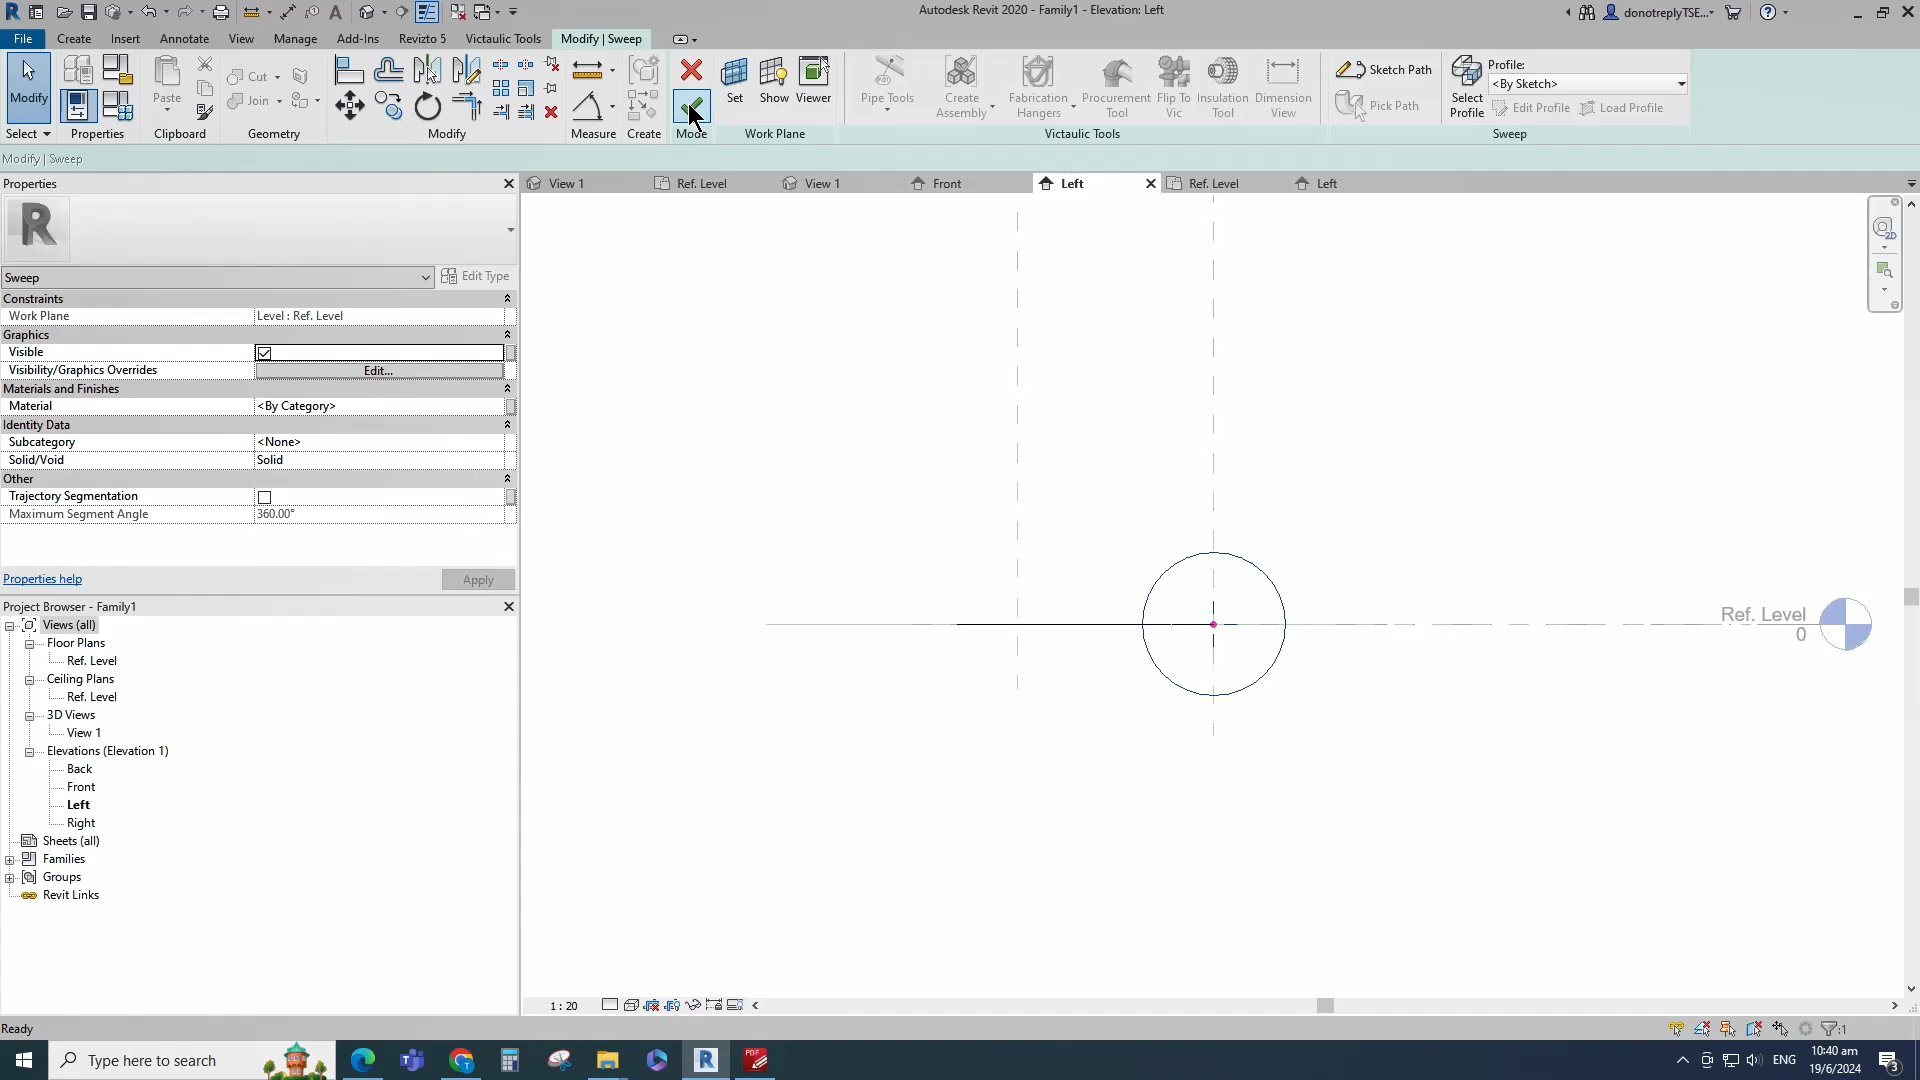 Autodesk Revit 2020 - Family1 - Elevation: Left
donotreplyTSE...
File Create Insert Annotate View Manage Add-Ins Revizto 5 Victaulic Tools Modify | Sweep
Modify
Paste
Cut
Join
Set Show Viewer
Pipe Tools
Create Assembly
Fabrication Hangers
Procurement Tool
Flip To Vic
Insulation Tool
Dimension View
Sketch Path
Pick Path
Select Profile
Profile:
<By Sketch>
Edit Profile Load Profile
Select Properties Clipboard Geometry Modify Measure Create Mode Work Plane Victaulic Tools Sweep
Modify | Sweep
Properties
View 1 Ref. Level View 1 Front Left Ref. Level Left
2D
R
Sweep Edit Type
Constraints
Work Plane Level : Ref. Level
Graphics
Visible
Visibility/Graphics Overrides Edit...
Materials and Finishes
Material <By Category>
Identity Data
Subcategory <None>
Solid/Void Solid
Other
Trajectory Segmentation
Maximum Segment Angle 360.00°
Properties help Apply
Project Browser - Family1
Views (all)
Floor Plans
Ref. Level
Ceiling Plans
Ref. Level
3D Views
View 1
Elevations (Elevation 1)
Back
Front
Left
Right
Sheets (all)
Families
Groups
Revit Links
Ref. Level
0
1 : 20
Ready
:1
Type here to search
PDF
ENG
10:40 am
19/6/2024
3